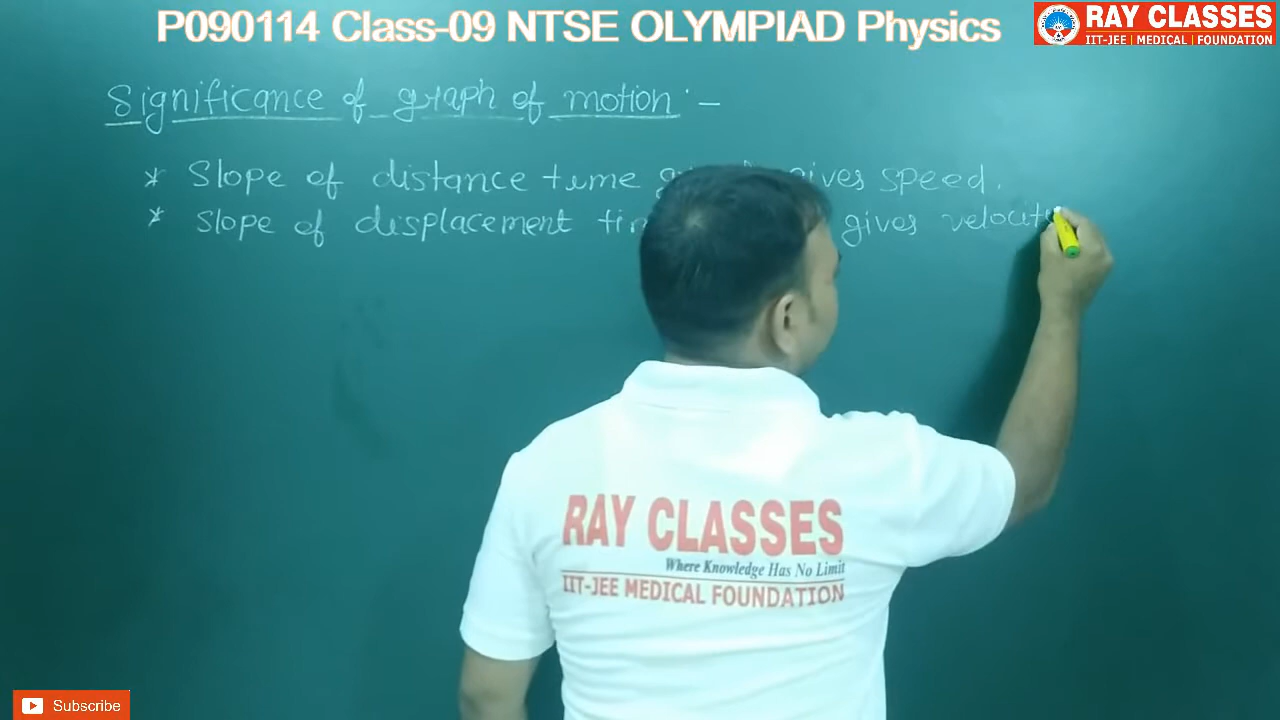 P090114 Class-09 NTSE OLYMPIAD Physics
RAY CLASSES
IIT-JEE | MEDICAL | FOUNDATION
Significance of graph of motion :-
* Slope of distance time gives speed.
* Slope of displacement gives velocity
RAY CLASSES
Where Knowledge Has No Limit
IIT-JEE MEDICAL FOUNDATION
Subscribe